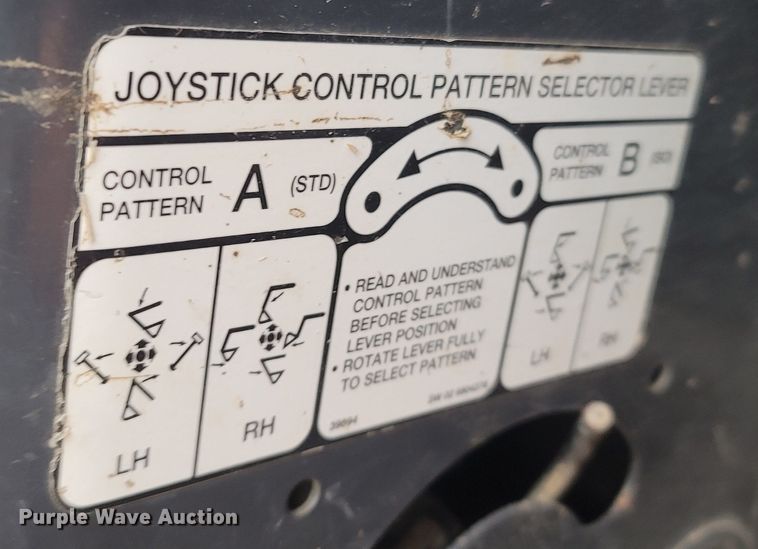 JOYSTICK CONTROL PATTERN SELECTOR LEVER
CONTROL
PATTERN
A (STD)
CONTROL
PATTERN
B (ISO)
• READ AND UNDERSTAND
CONTROL PATTERN
BEFORE SELECTING
LEVER POSITION
• ROTATE LEVER FULLY
TO SELECT PATTERN
LH
RH
LH
RH
39694
Purple Wave Auction